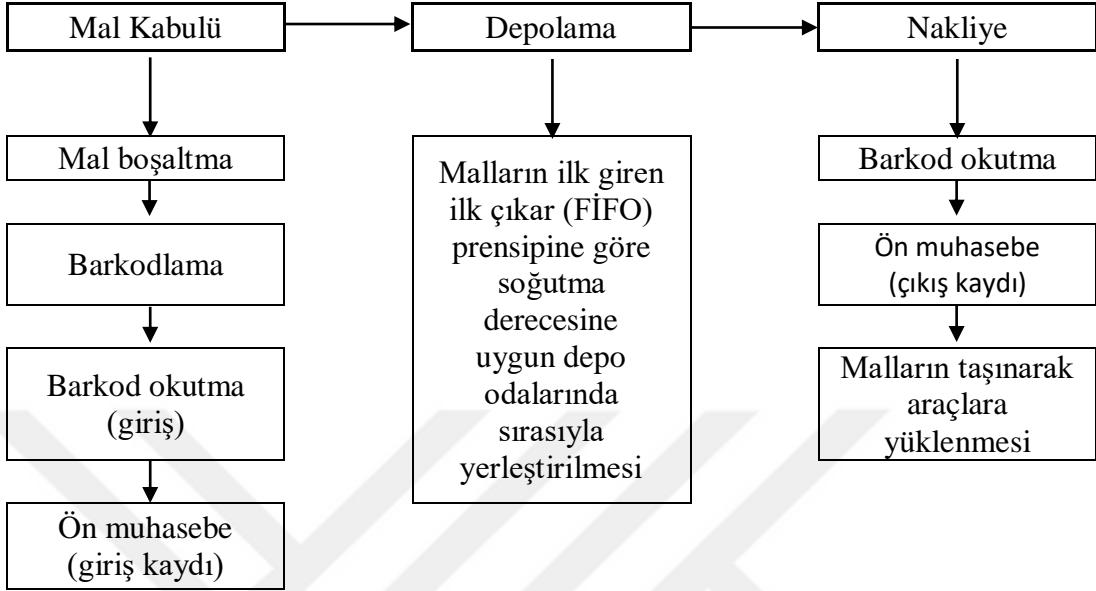 Mal Kabulü
Mal boşaltma
Barkodlama
Barkod okutma
(giriş)
Ön muhasebe
(giriş kaydı)
Depolama
Malların ilk giren
ilk çıkar (FİFO)
prensipine göre
soğutma
derecesine
uygun depo
odalarında
sırasıyla
yerleştirilmesi
Nakliye
Barkod okutma
Ön muhasebe
(çıkış kaydı)
Malların taşınarak
araçlara
yüklenmesi